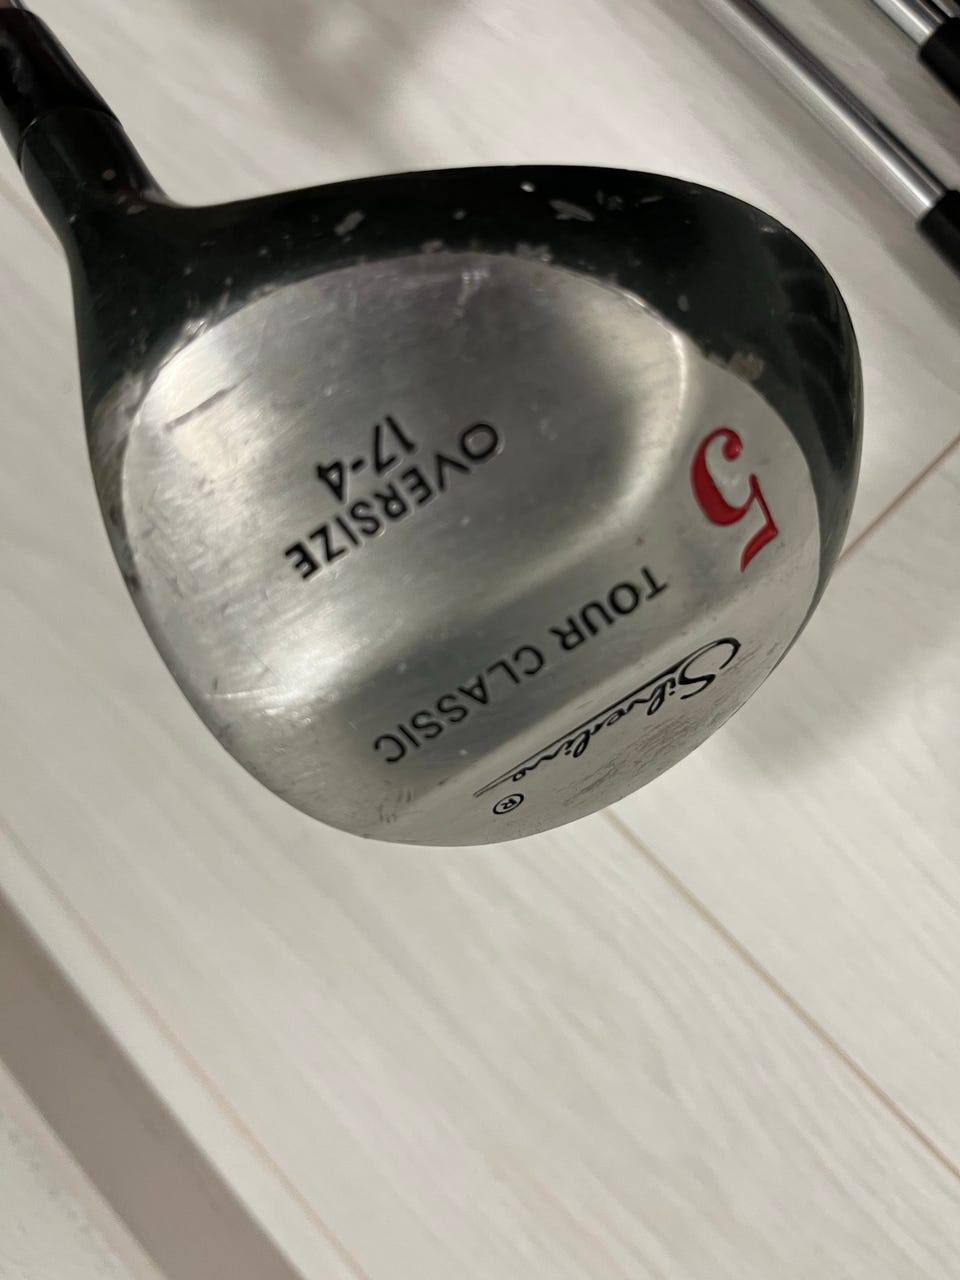 Silverline ®
TOUR CLASSIC
5
OVERSIZE
17-4